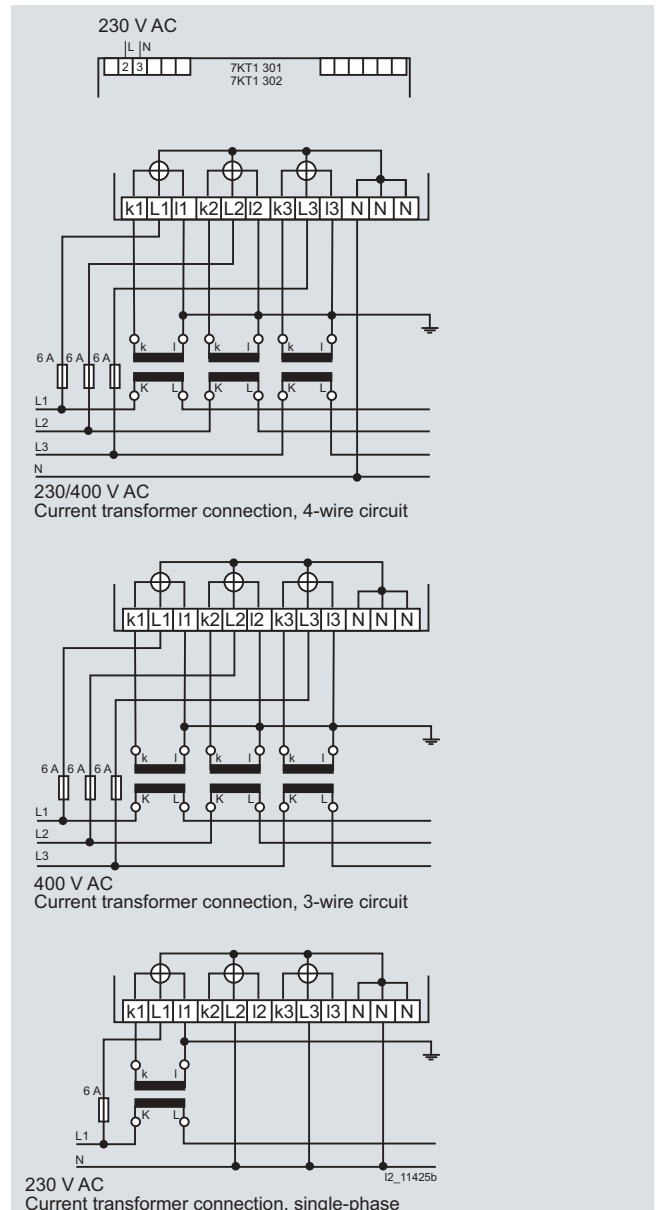 230 V AC
L N
2 3
7KT1 301
7KT1 302
k1 L1 l1 k2 L2 l2 k3 L3 l3 N N N
k l k l k l
6 A 6 A 6 A
K L K L K L
L1
L2
L3
N
230/400 V AC
Current transformer connection, 4-wire circuit
k1 L1 l1 k2 L2 l2 k3 L3 l3 N N N
k l k l k l
6 A 6 A 6 A
K L K L K L
L1
L2
L3
400 V AC
Current transformer connection, 3-wire circuit
k1 L1 l1 k2 L2 l2 k3 L3 l3 N N N
k l
6 A
K L
L1
N
I2_11425b
230 V AC
Current transformer connection, single-phase